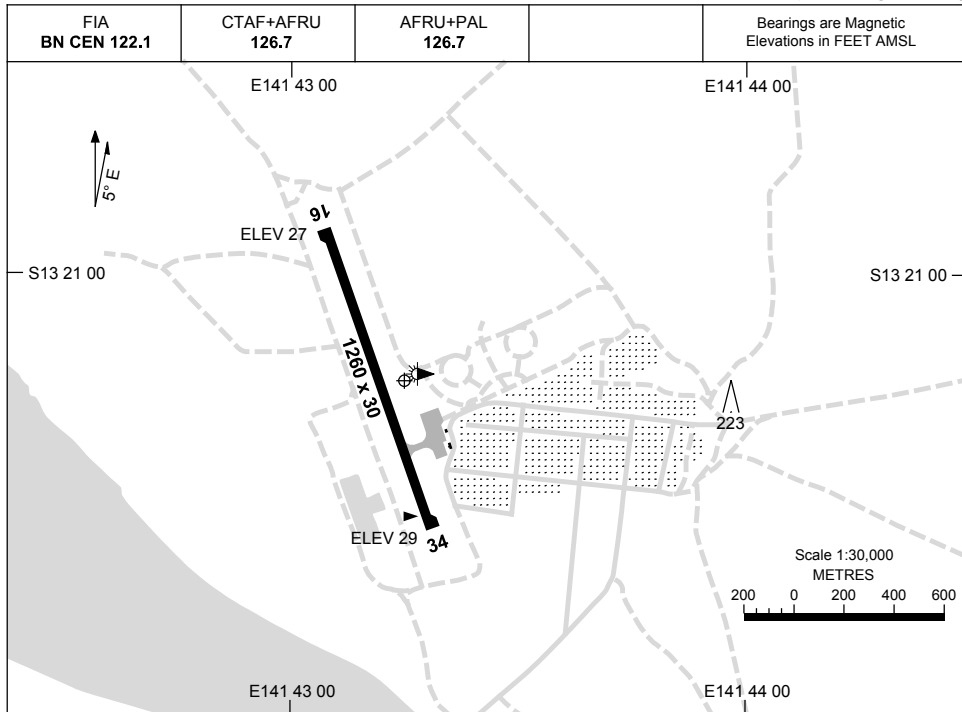 FIA
BN CEN 122.1
CTAF+AFRU
126.7
AFRU+PAL
126.7
Bearings are Magnetic
Elevations in FEET AMSL
E141 43 00
E141 44 00
5° E
16
ELEV 27
S13 21 00
S13 21 00
1260 x 30
223
ELEV 29
34
Scale 1:30,000
METRES
200 0 200 400 600
E141 43 00
E141 44 00